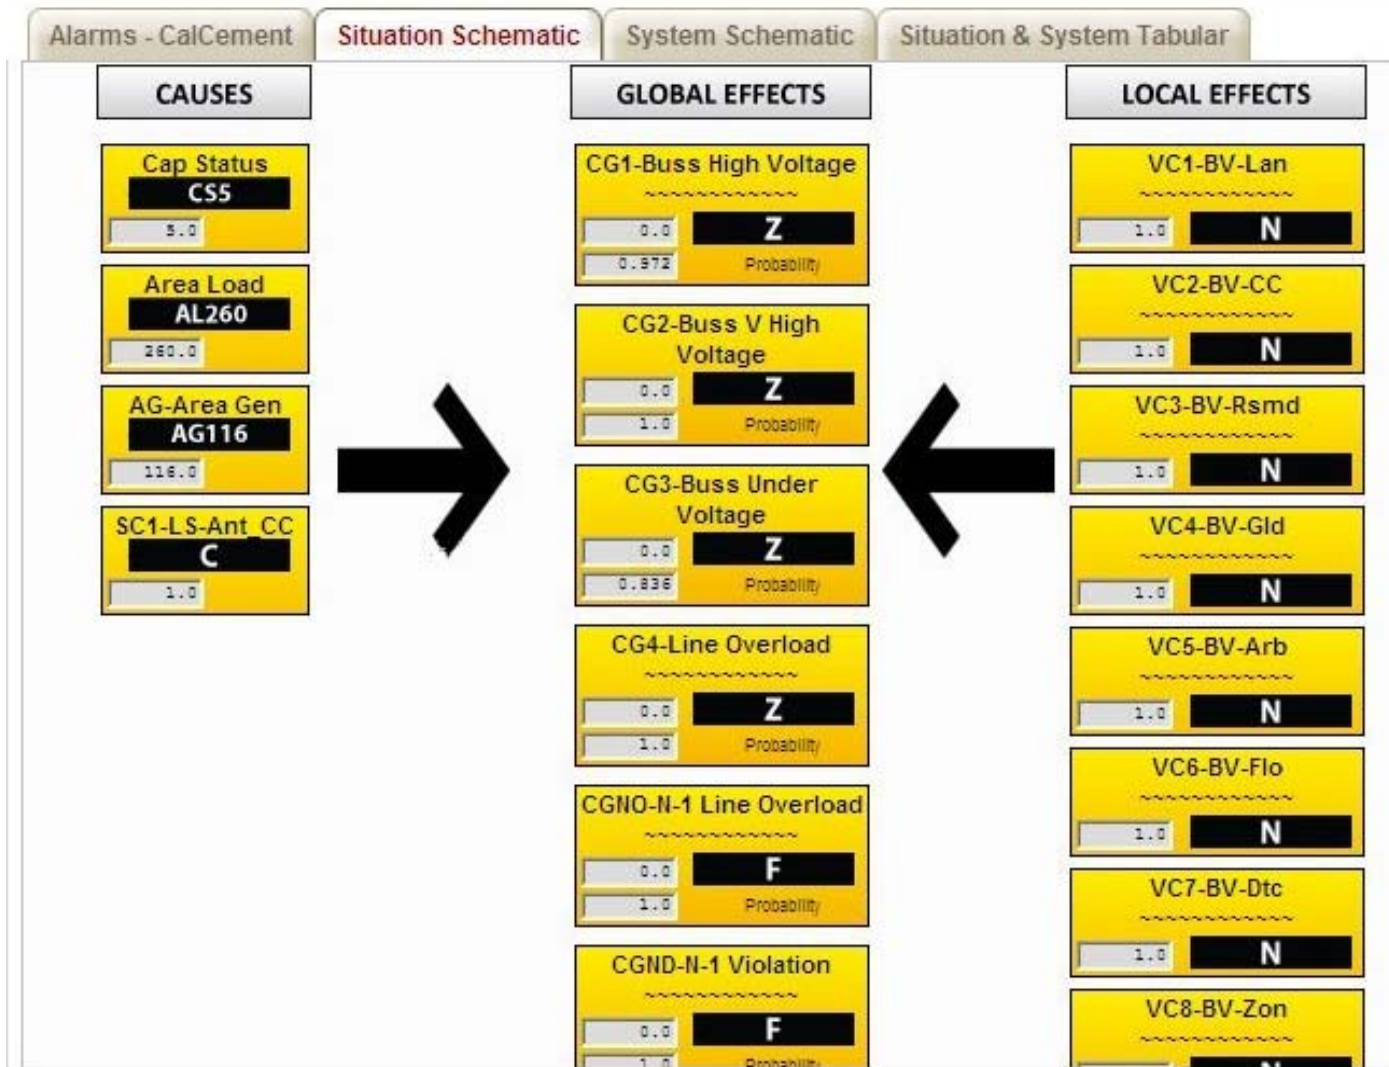 Alarms - CalCement
Situation Schematic
System Schematic
Situation & System Tabular
CAUSES
Cap Status
CS5
5.0
Area Load
AL260
260.0
AG-Area Gen
AG116
116.0
SC1-LS-Ant_CC
C
1.0
GLOBAL EFFECTS
CG1-Buss High Voltage
~~~~~~~~~~~~
0.0 Z
0.972 Probability
CG2-Buss V High
Voltage
0.0 Z
1.0 Probability
CG3-Buss Under
Voltage
0.0 Z
0.836 Probability
CG4-Line Overload
~~~~~~~~~~~~
0.0 Z
1.0 Probability
CGNO-N-1 Line Overload
~~~~~~~~~~~~
0.0 F
1.0 Probability
CGND-N-1 Violation
~~~~~~~~~~~~
0.0 F
1.0 Probability
LOCAL EFFECTS
VC1-BV-Lan
~~~~~~~~~~~~
1.0 N
VC2-BV-CC
~~~~~~~~~~~~
1.0 N
VC3-BV-Rsmd
~~~~~~~~~~~~
1.0 N
VC4-BV-Gld
~~~~~~~~~~~~
1.0 N
VC5-BV-Arb
~~~~~~~~~~~~
1.0 N
VC6-BV-Flo
~~~~~~~~~~~~
1.0 N
VC7-BV-Dtc
~~~~~~~~~~~~
1.0 N
VC8-BV-Zon
~~~~~~~~~~~~
N